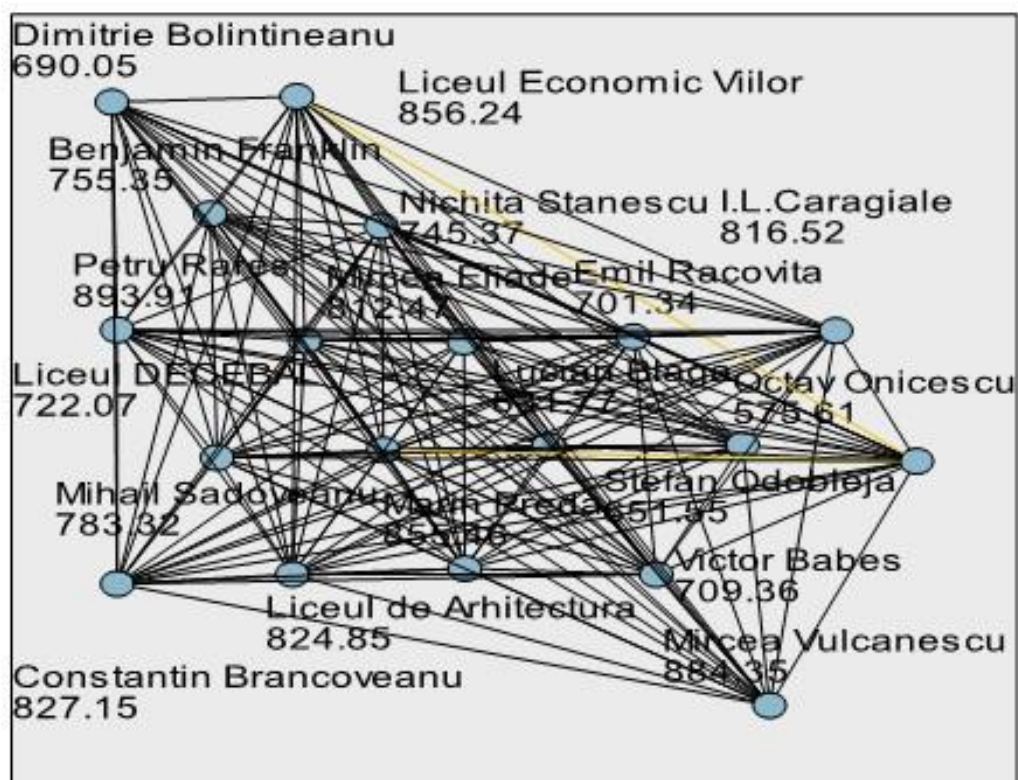 Dimitrie Bolintineanu
690.05
Liceul Economic Viilor
856.24
Benjamin Franklin
755.35
Nichita Stanescu
745.37
I.L.Caragiale
816.52
Petru Rares
893.91
Mircea Eliade
812.47
Emil Racovita
701.34
Liceul DECEBAL
722.07
Lucian Blaga
Octav Onicescu
575.61
Mihail Sadoveanu
783.32
Marin Preda
855.46
Stefan Odobleja
Victor Babes
709.36
Liceul de Arhitectura
824.85
Mircea Vulcanescu
884.35
Constantin Brancoveanu
827.15